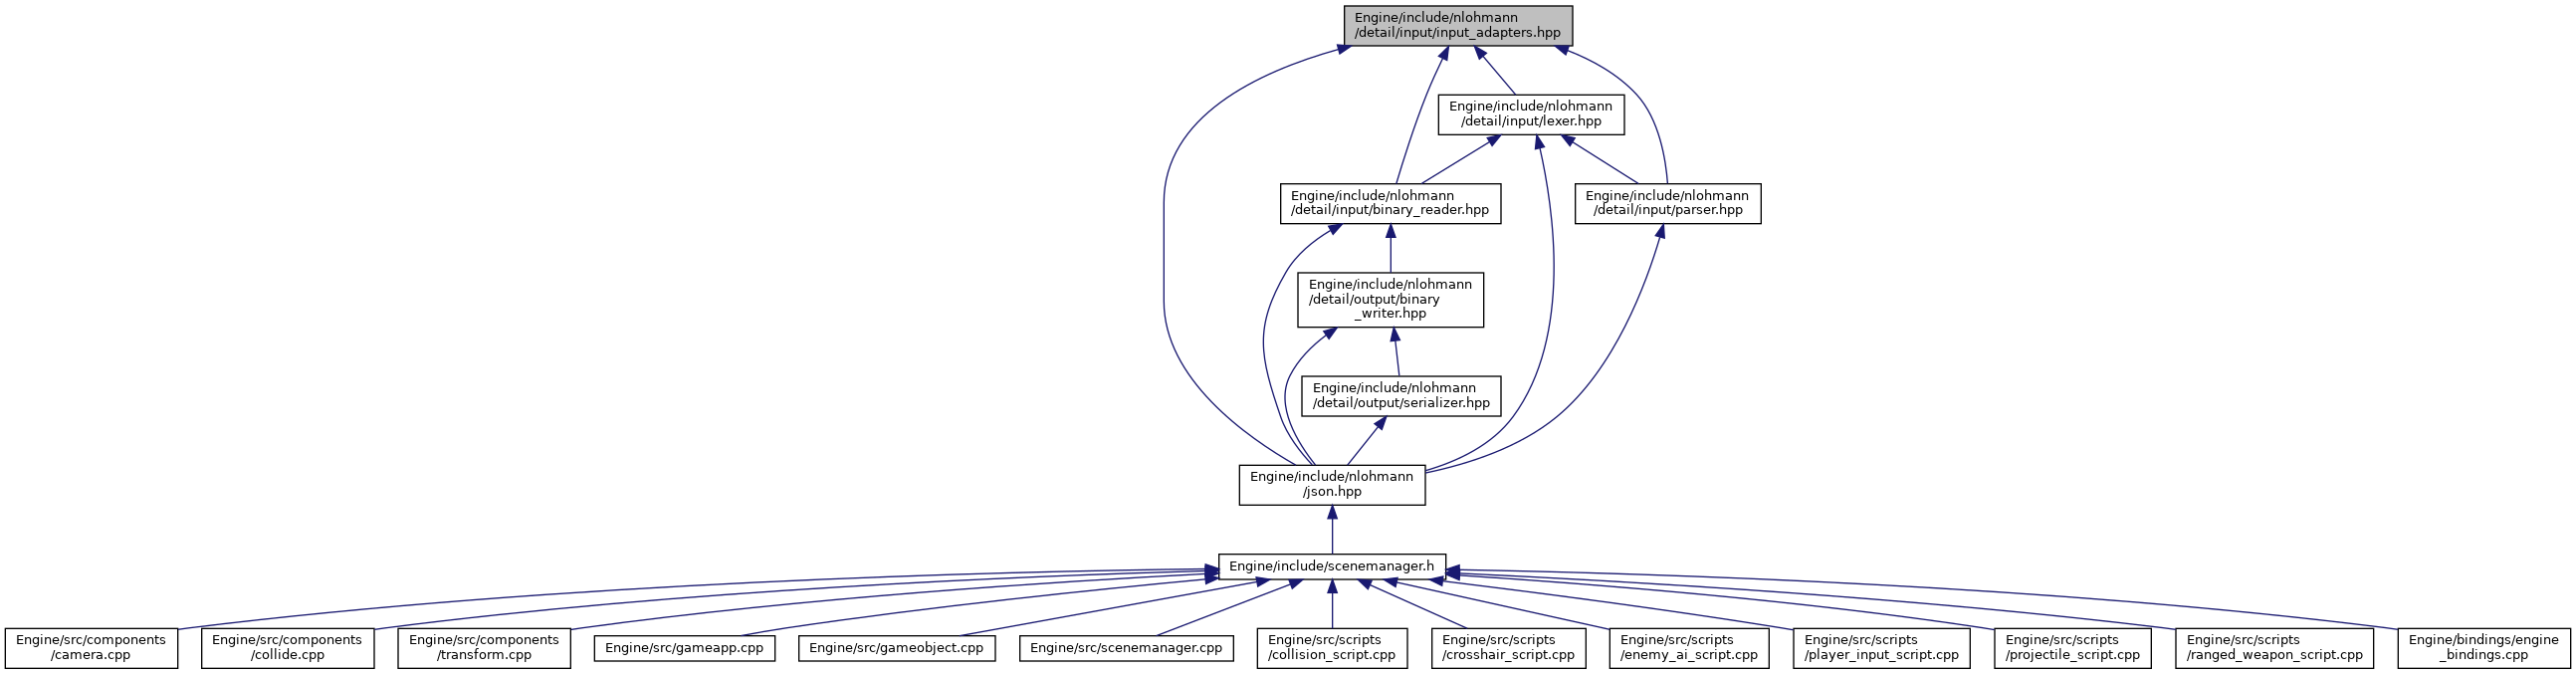 Engine/include/nlohmann
/detail/input/input_adapters.hpp
Engine/include/nlohmann
/detail/input/lexer.hpp
Engine/include/nlohmann
/detail/input/binary_reader.hpp
Engine/include/nlohmann
/detail/input/parser.hpp
Engine/include/nlohmann
/detail/output/binary
_writer.hpp
Engine/include/nlohmann
/detail/output/serializer.hpp
Engine/include/nlohmann
/json.hpp
Engine/include/scenemanager.h
Engine/src/components
/camera.cpp
Engine/src/components
/collide.cpp
Engine/src/components
/transform.cpp
Engine/src/gameapp.cpp
Engine/src/gameobject.cpp
Engine/src/scenemanager.cpp
Engine/src/scripts
/collision_script.cpp
Engine/src/scripts
/crosshair_script.cpp
Engine/src/scripts
/enemy_ai_script.cpp
Engine/src/scripts
/player_input_script.cpp
Engine/src/scripts
/projectile_script.cpp
Engine/src/scripts
/ranged_weapon_script.cpp
Engine/bindings/engine
_bindings.cpp